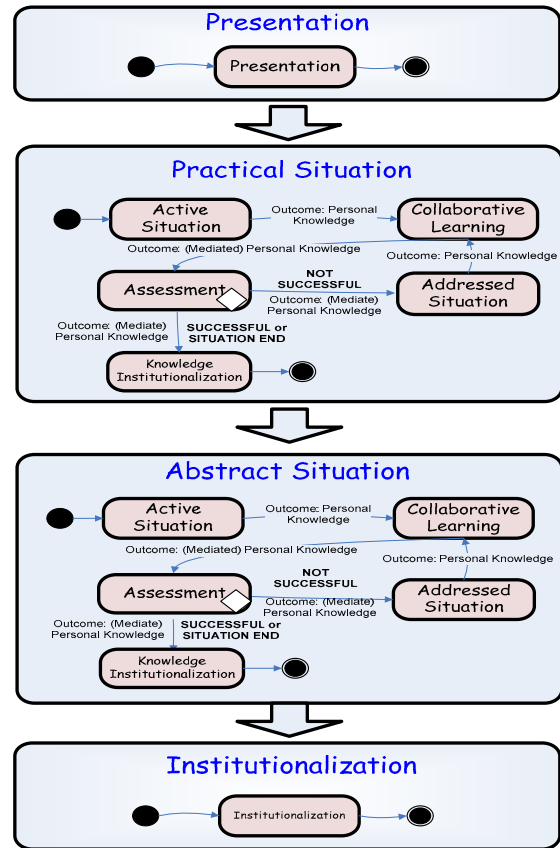 Presentation
Presentation
Practical Situation
Active
Situation
Outcome: Personal
Knowledge
Collaborative
Learning
Outcome: (Mediated) Personal Knowledge
Outcome: Personal Knowledge
Assessment
NOT
SUCCESSFUL
Outcome: (Mediate)
Personal Knowledge
Addressed
Situation
Outcome: (Mediate)
Personal Knowledge
SUCCESSFUL or
SITUATION END
Knowledge
Institutionalization
Abstract Situation
Active
Situation
Outcome: Personal
Knowledge
Collaborative
Learning
Outcome: (Mediated) Personal Knowledge
Outcome: Personal Knowledge
Assessment
NOT
SUCCESSFUL
Outcome: (Mediate)
Personal Knowledge
Addressed
Situation
Outcome: (Mediate)
Personal Knowledge
SUCCESSFUL or
SITUATION END
Knowledge
Institutionalization
Institutionalization
Institutionalization